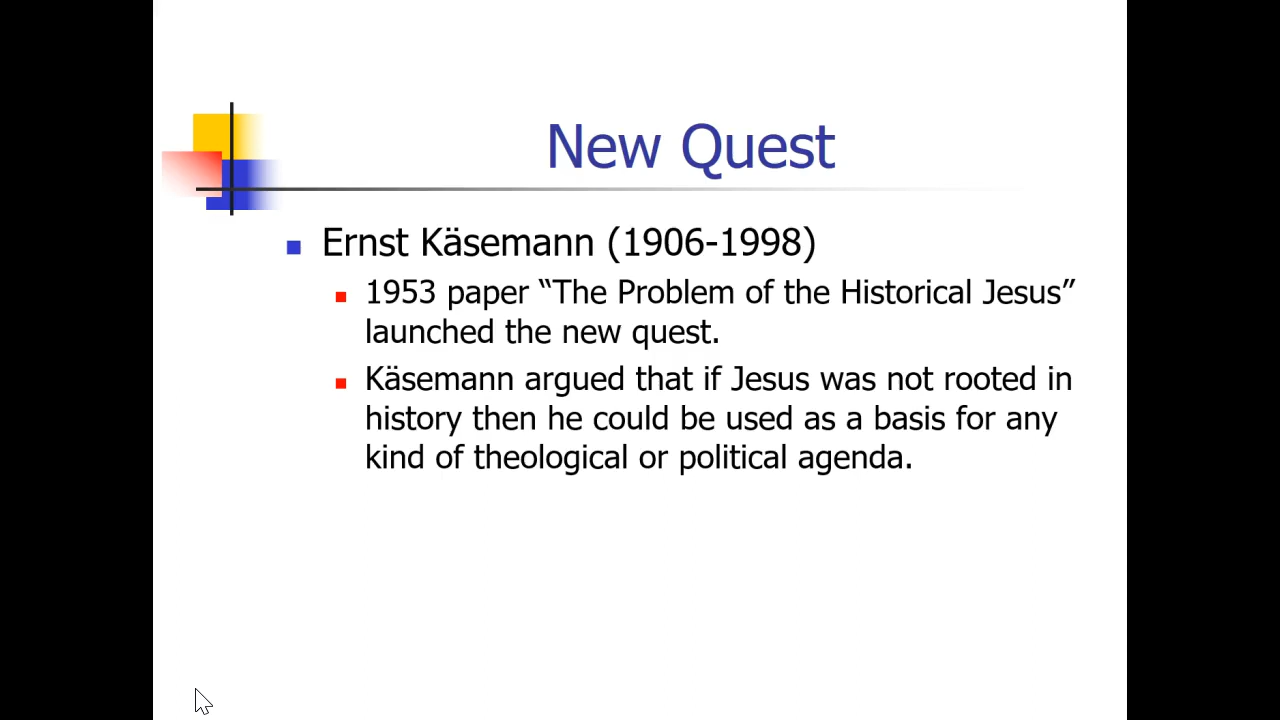 New Quest
Ernst Käsemann (1906-1998)
1953 paper “The Problem of the Historical Jesus”
launched the new quest.
Käsemann argued that if Jesus was not rooted in
history then he could be used as a basis for any
kind of theological or political agenda.